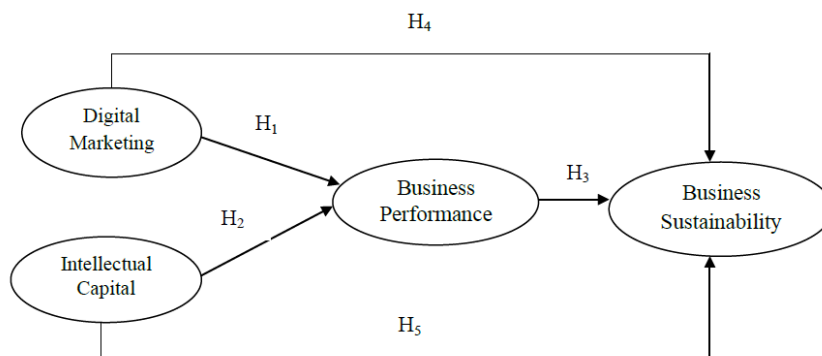 H₄
Digital
Marketing
H₁
Business
Performance
H₃
Business
Sustainability
H₂
Intellectual
Capital
H₅